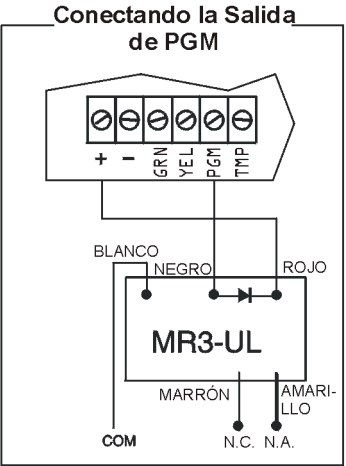 Conectando la Salida
de PGM
+ - GRN YEL PGM TMP
BLANCO
NEGRO
ROJO
MR3-UL
MARRÓN
AMARI-
LLO
COM
N.C. N.A.